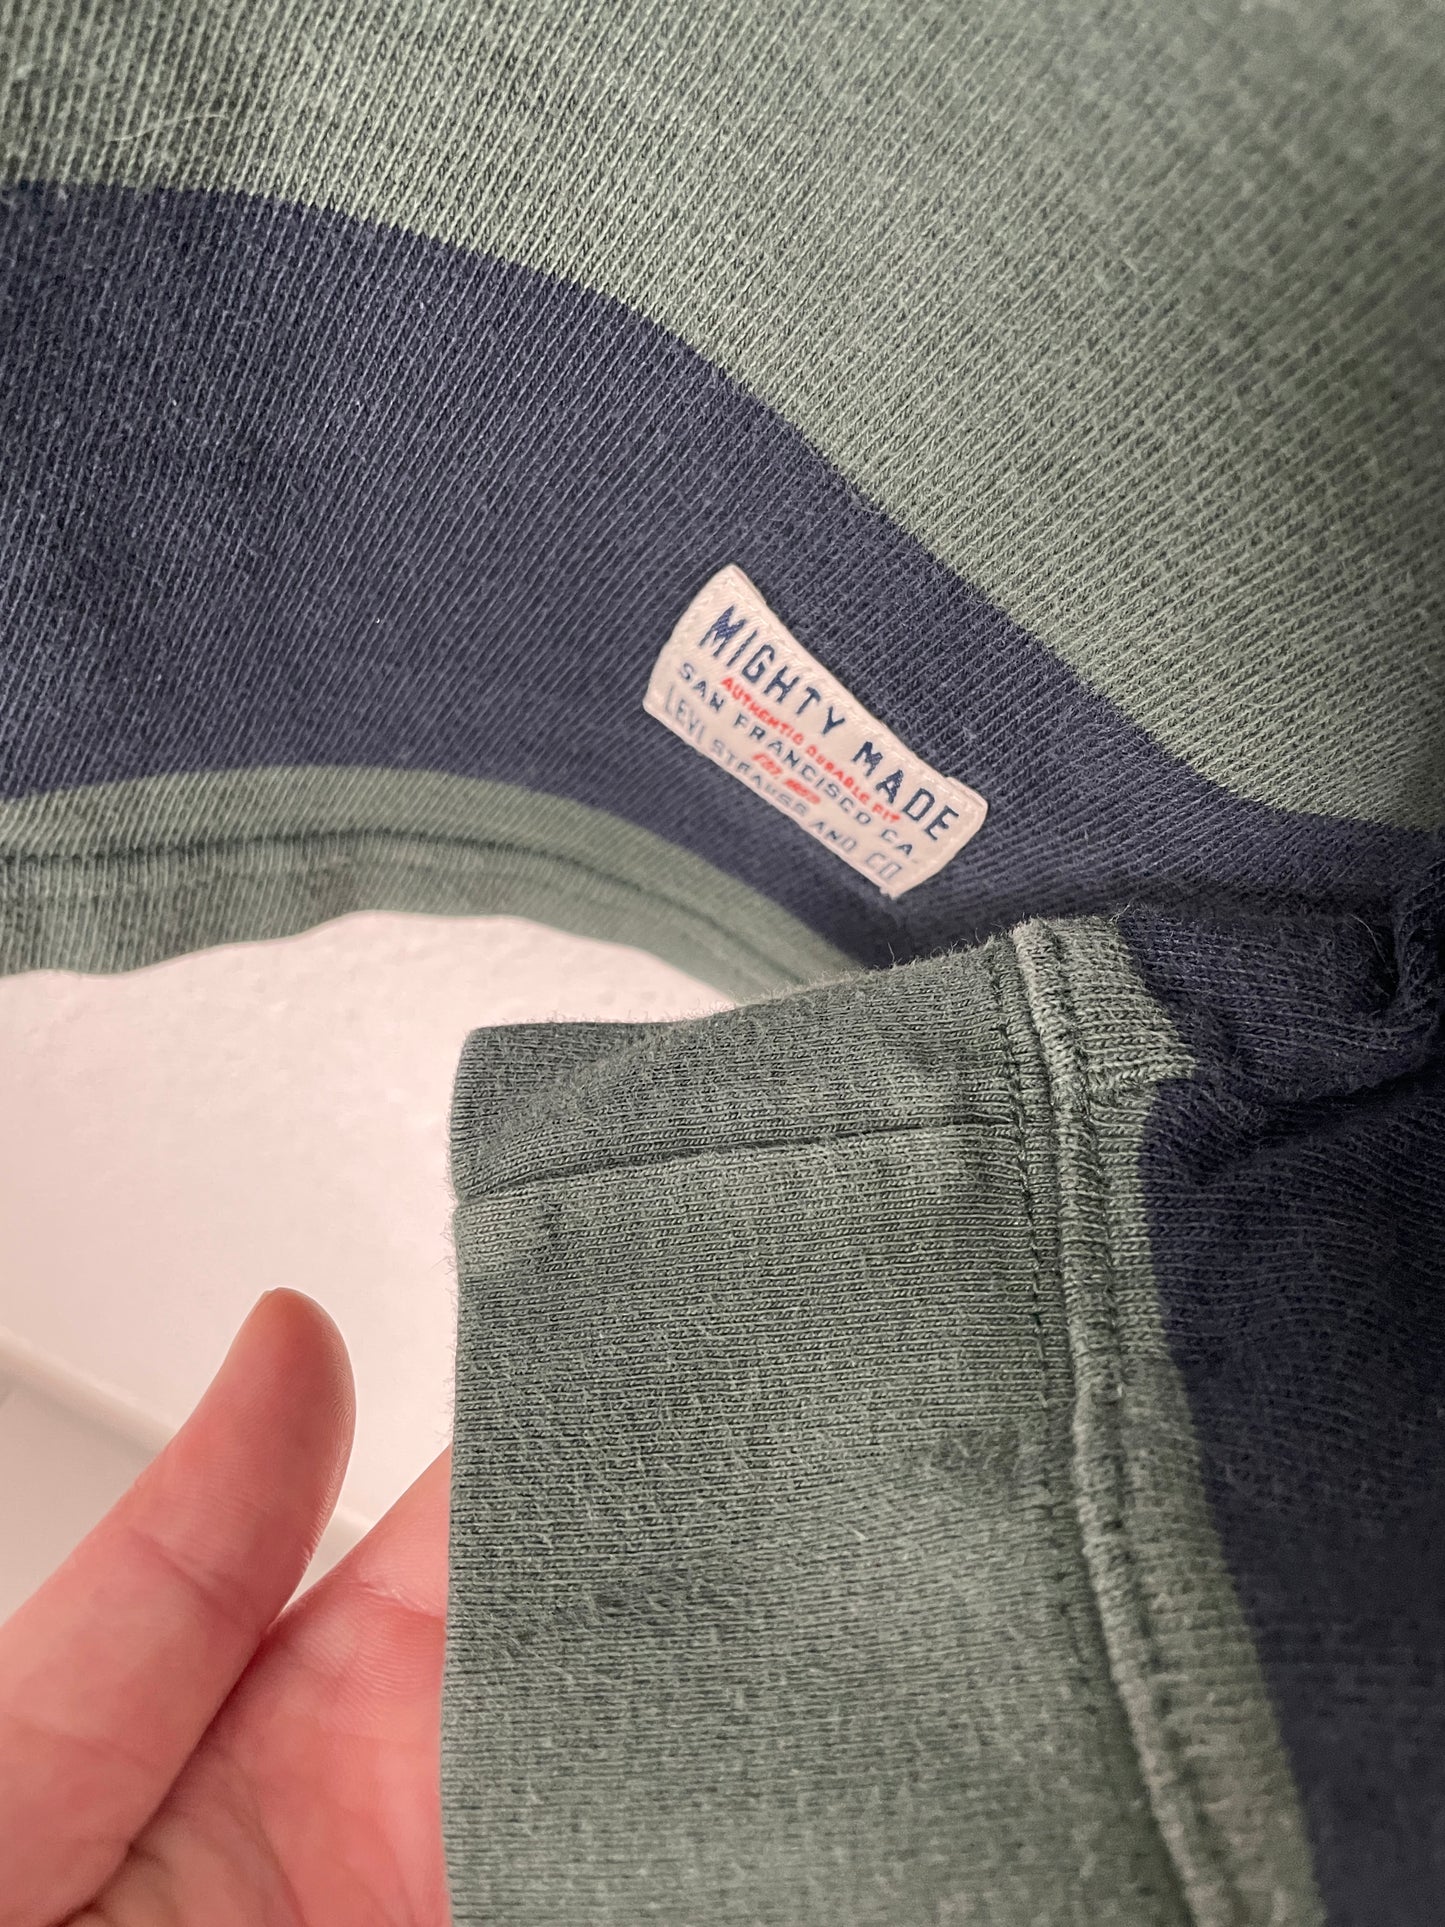 MIGHTY MADE
AUTHENTIC DURABLE FIT
SAN FRANCISCO CA.
LEVI STRAUSS AND CO